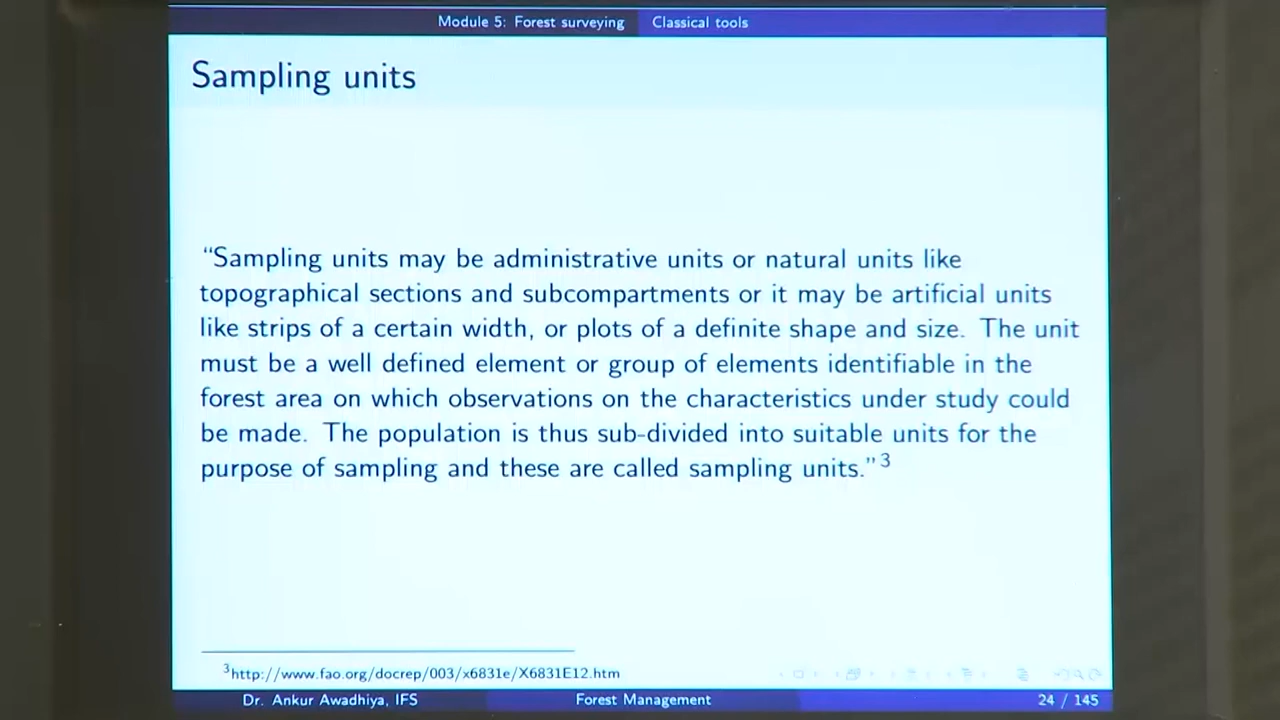 Module 5: Forest surveying Classical tools
Sampling units
“Sampling units may be administrative units or natural units like
topographical sections and subcompartments or it may be artificial units
like strips of a certain width, or plots of a definite shape and size. The unit
must be a well defined element or group of elements identifiable in the
forest area on which observations on the characteristics under study could
be made. The population is thus sub-divided into suitable units for the
purpose of sampling and these are called sampling units.”3
3http://www.fao.org/docrep/003/x6831e/X6831E12.htm
Dr. Ankur Awadhiya, IFS Forest Management 24 / 145